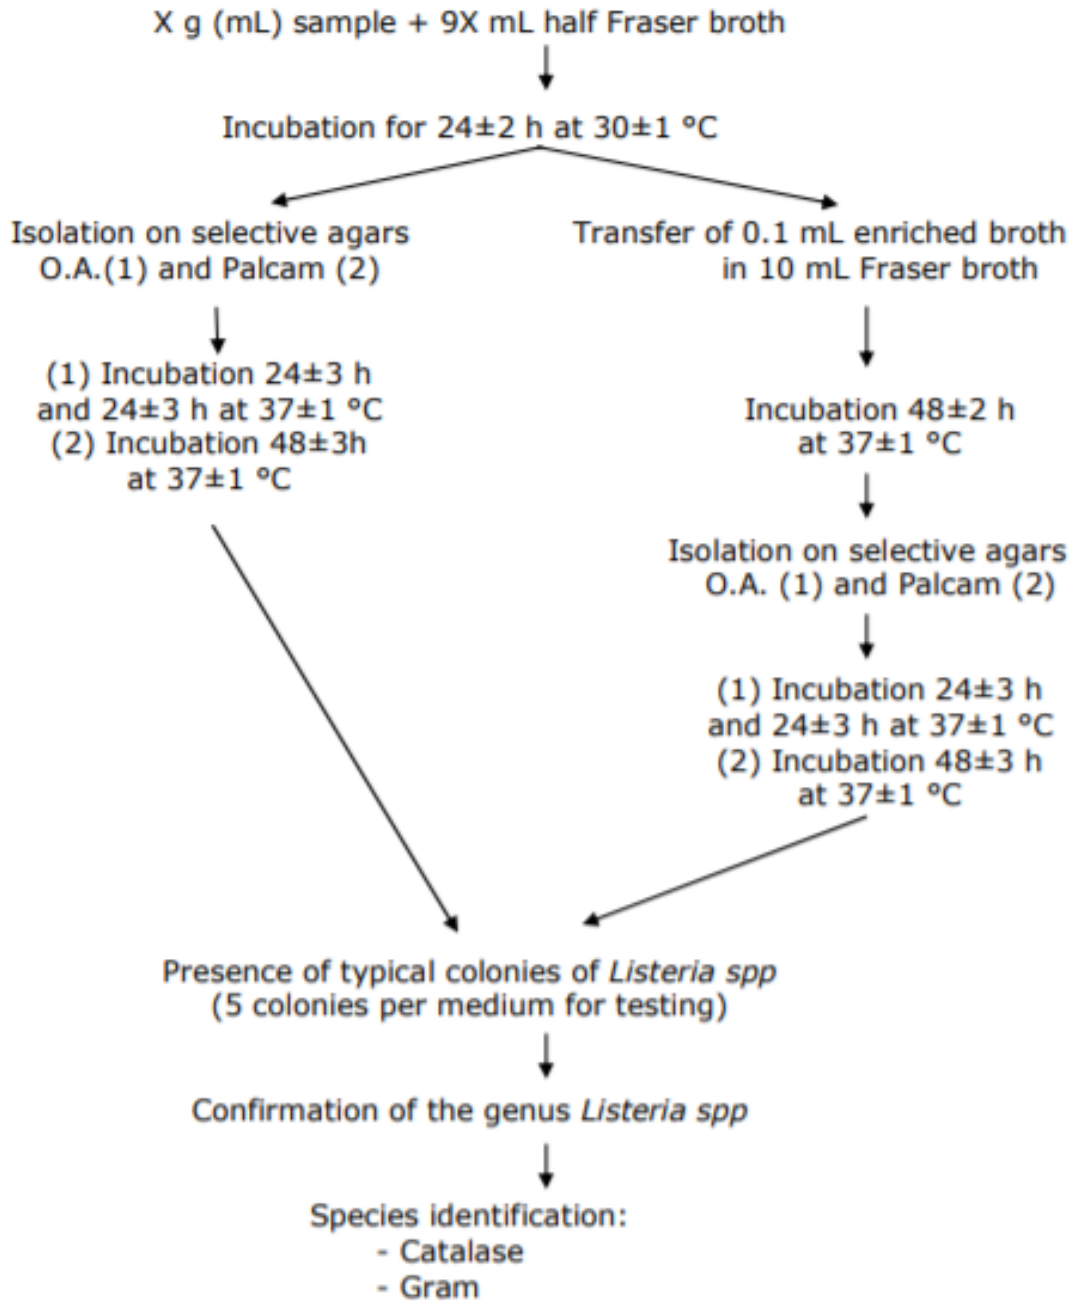 X g (mL) sample + 9X mL half Fraser broth
Incubation for 24±2 h at 30±1 °C
Isolation on selective agars
O.A.(1) and Palcam (2)
(1) Incubation 24±3 h
and 24±3 h at 37±1 °C
(2) Incubation 48±3h
at 37±1 °C
Transfer of 0.1 mL enriched broth
in 10 mL Fraser broth
Incubation 48±2 h
at 37±1 °C
Isolation on selective agars
O.A. (1) and Palcam (2)
(1) Incubation 24±3 h
and 24±3 h at 37±1 °C
(2) Incubation 48±3 h
at 37±1 °C
Presence of typical colonies of Listeria spp
(5 colonies per medium for testing)
Confirmation of the genus Listeria spp
Species identification:
- Catalase
- Gram